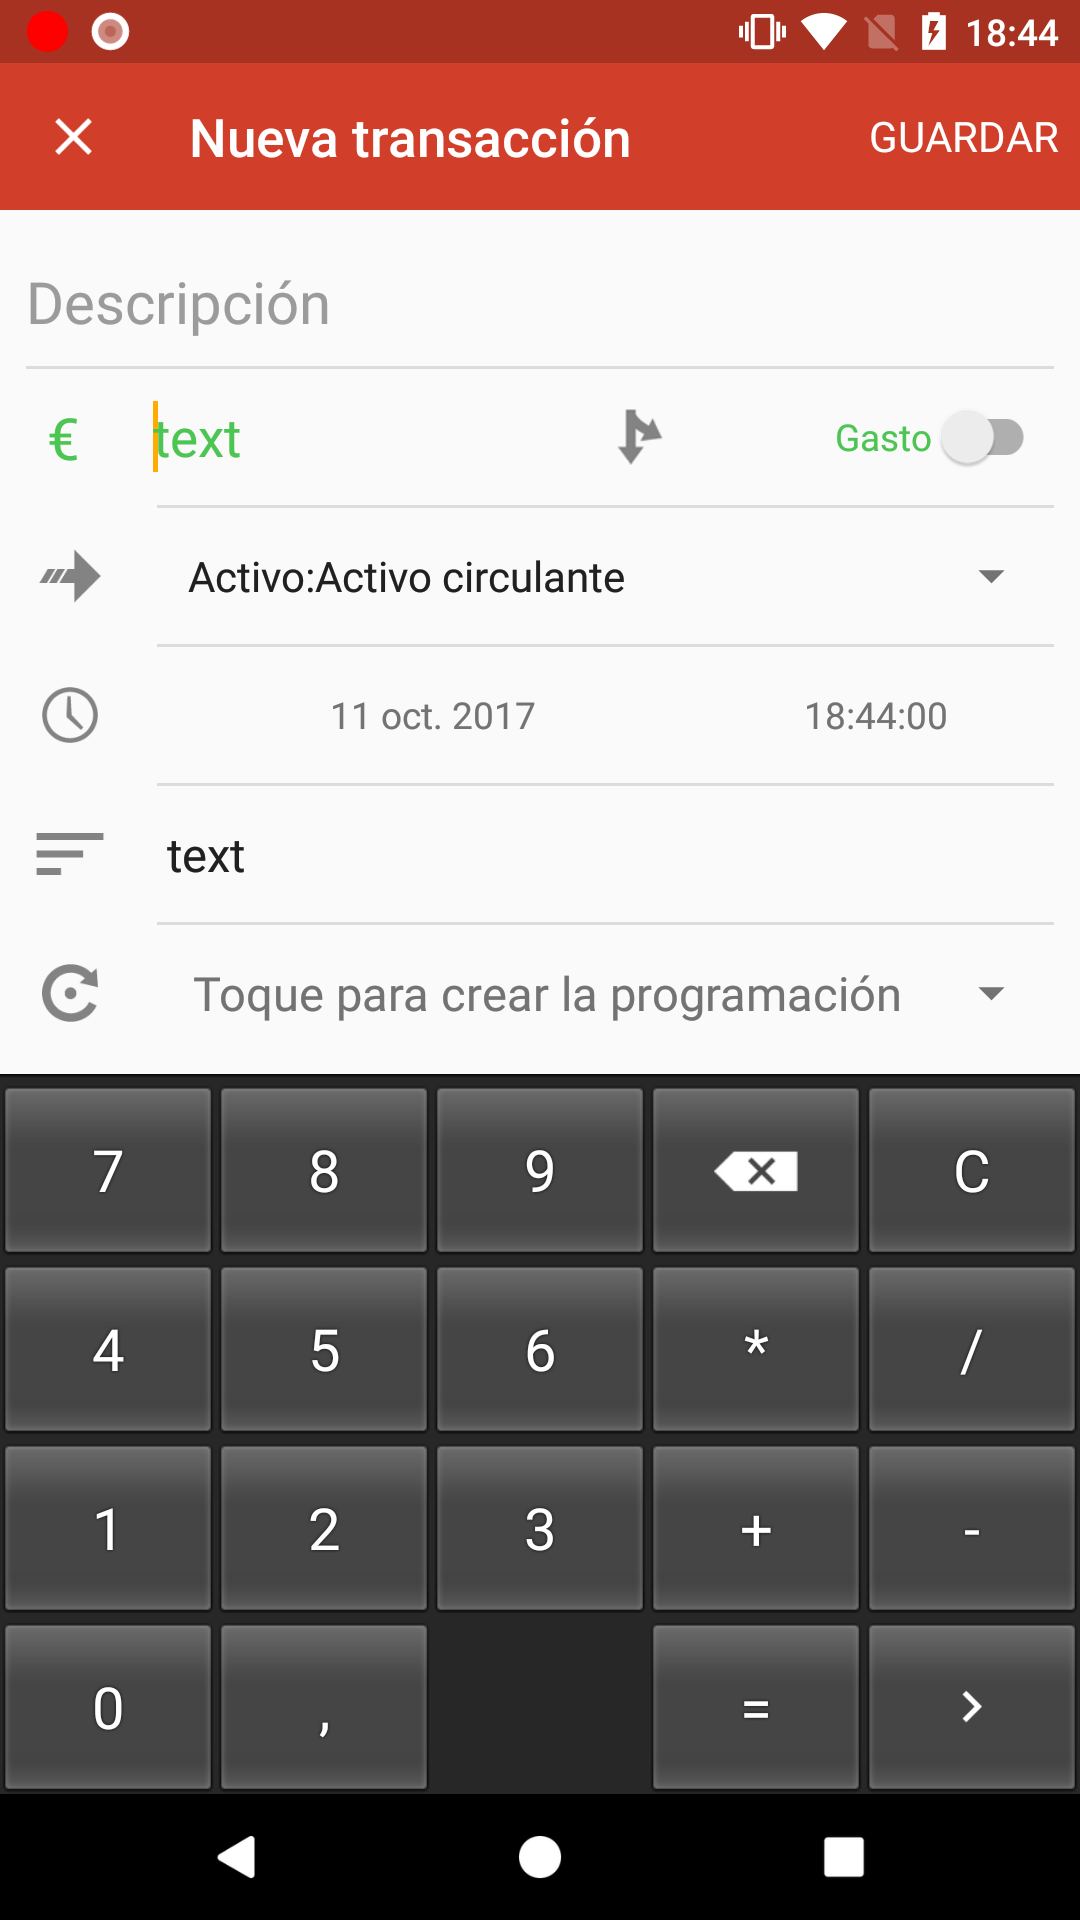 18:44
Nueva transacción GUARDAR
Descripción
€ text Gasto
Activo:Activo circulante
11 oct. 2017 18:44:00
text
Toque para crear la programación
7 8 9 C
4 5 6 * /
1 2 3 + -
0 , = >